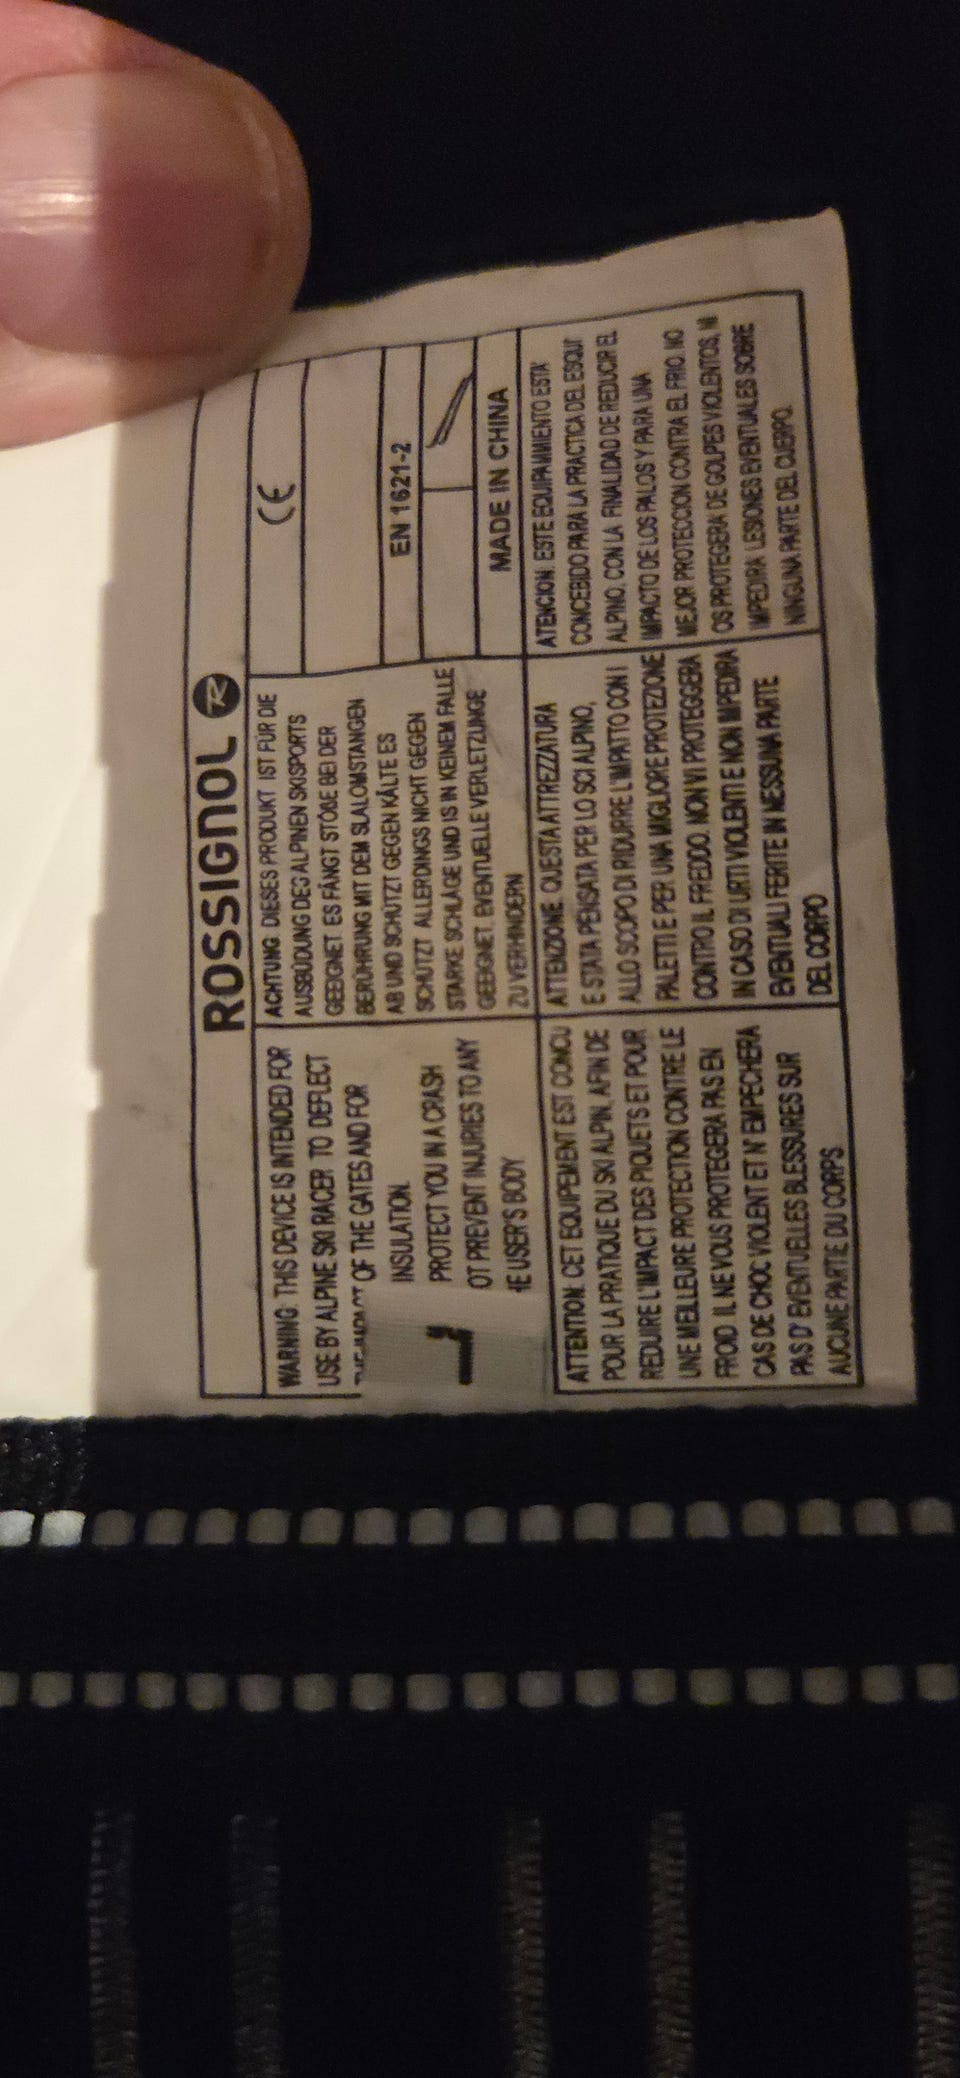 ROSSIGNOL R
WARNING: THIS DEVICE IS INTENDED FOR
USE BY ALPINE SKI RACER TO DEFLECT
OF THE GATES AND FOR
INSULATION.
PROTECT YOU IN A CRASH
OT PREVENT INJURIES TO ANY
HE USER'S BODY
L
ACHTUNG DIESES PRODUKT IST FÜR DIE
AUSBÜDUNG DEG ALPINEN SKISPORTS
GEEIGNET ES FÄNGT STÖßE BEI DER
BERÜHRUNG MIT DEM SLALOMSTANGEN
AB UND SCHÜTZT GEGEN KÄLTE ES
SCHÜTZT ALLERDINGS NICHT GEGEN
STARKE SCHLÄGE UND IS IN KEINEM FALLE
GEEIGNET, EVENTUELLE VERLETZUNGE
ZU VERHINDERN
CE
EN 1621-2
MADE IN CHINA
ATTENTION: CET EQUIPEMENT EST CONCU
POUR LA PRATIQUE DU SKI ALPIN, AFIN DE
REDUIRE L'IMPACT DES PIQUETS ET POUR
UNE MEILLEURE PROTECTION CONTRE LE
FROID. IL NE VOUS PROTEGERA PAS EN
CAS DE CHOC VIOLENT ET N' EMPECHERA
PAS D' EVENTUELLES BLESSURES SUR
AUCUNE PARTE DU CORPS.
ATTENZIONE QUESTA ATTREZZATURA
E STATA PENSATA PER LO SCI ALPINO,
ALLO SCOPO DI RIDURRE L'IMPATTO CON I
PALETTI E PER UNA MIGLIORE PROTEZIONE
CONTRO IL FREDDO. NON VI PROTEGGERA
IN CASO DI URTI VIOLENTI E NON IMPEDIRA
EVENTUALI FERITE IN NESSUNA PARTE
DEL CORPO
ATENCION: ESTE EQUIPAMIENTO ESTA'
CONCEBIDO PARA LA PRACTICA DEL ESQUI'
ALPINO, CON LA FINALIDAD DE REDUCIR EL
IMPACTO DE LOS PALOS Y PARA UNA
MEJOR PROTECCION CONTRA EL FRIO. NO
OS PROTEGERA DE GOLPES VIOLENTOS, NI
IMPEDIRA LESIONES EVENTUALES SOBRE
NINGUNA PARTE DEL CUERPO.